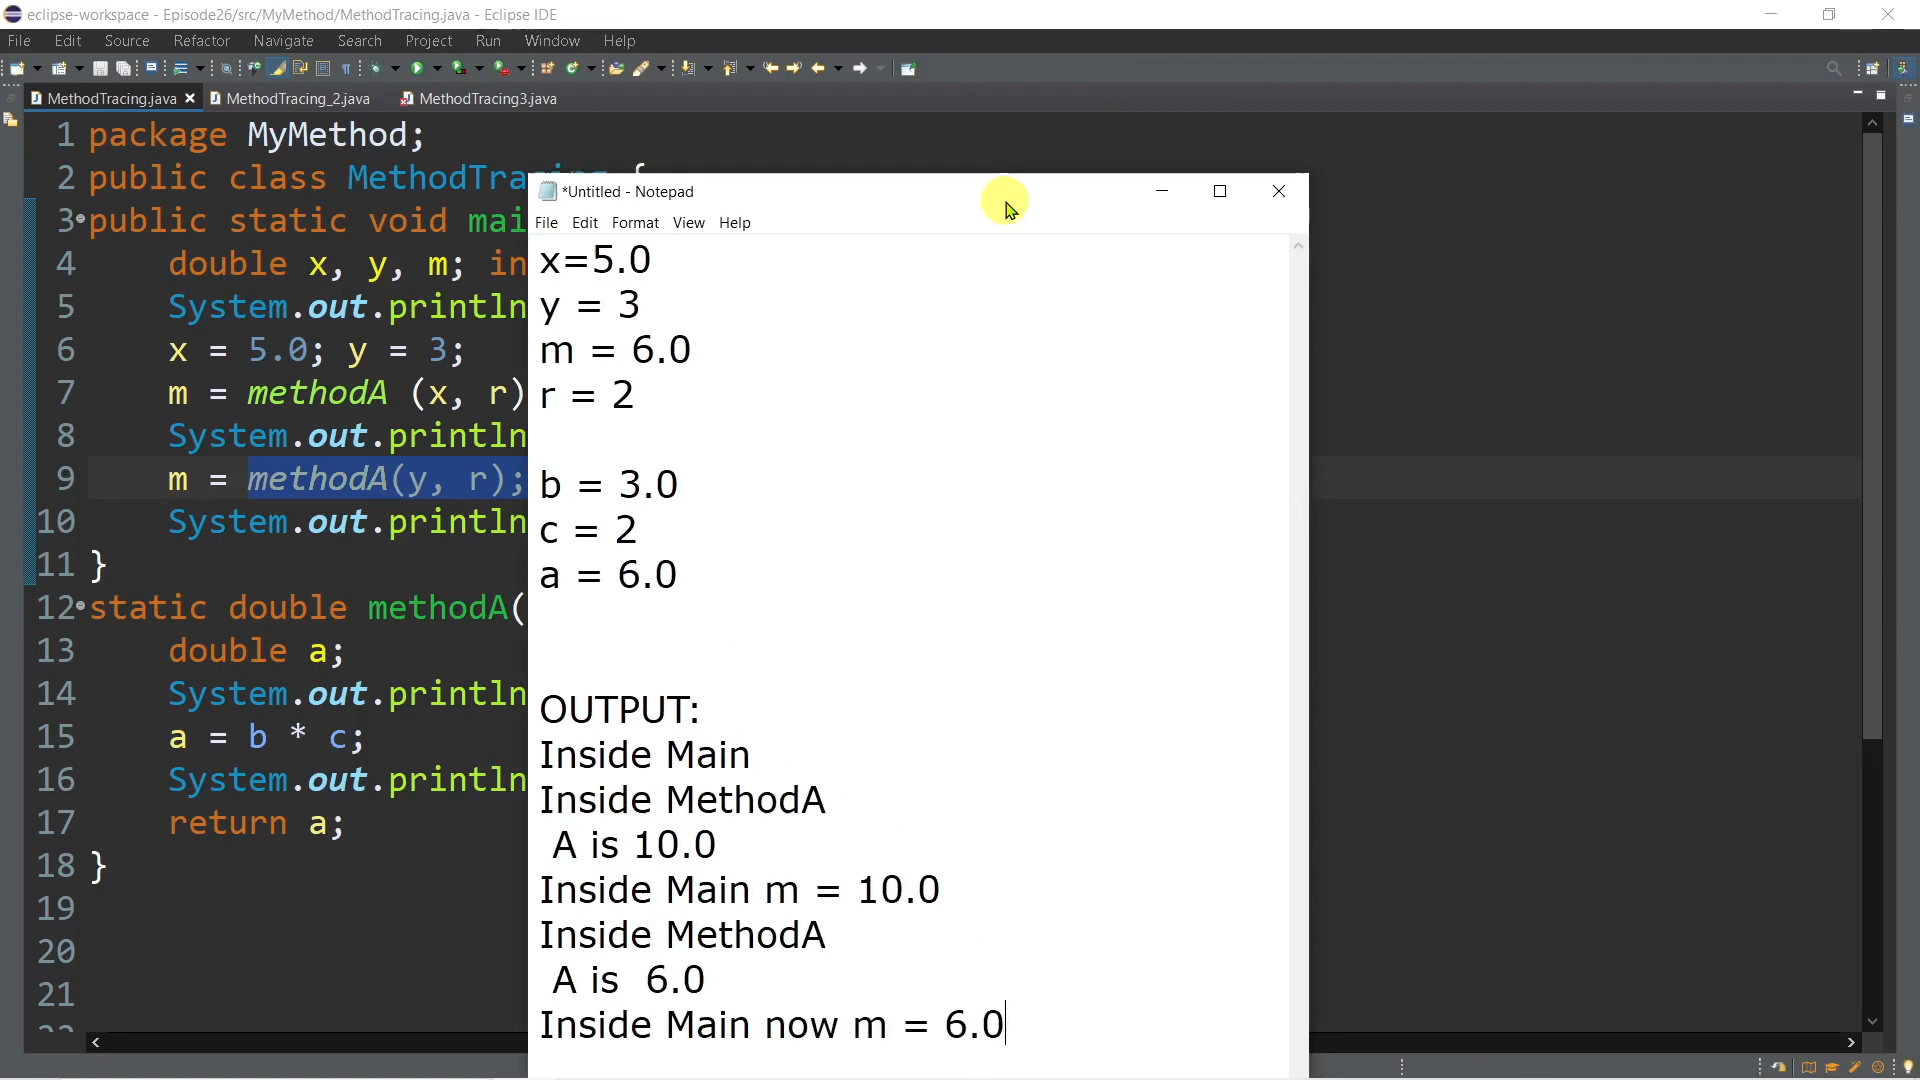 eclipse-workspace - Episode26/src/MyMethod/MethodTracing.java - Eclipse IDE
File Edit Source Refactor Navigate Search Project Run Window Help
MethodTracing.java MethodTracing_2.java MethodTracing3.java
1 package MyMethod;
2 public class MethodTra
3 public static void mai
4 double x, y, m; in
5 System.out.println
6 x = 5.0; y = 3;
7 m = methodA (x, r)
8 System.out.println
9 m = methodA(y, r);
10 System.out.println
11 }
12 static double methodA(
13 double a;
14 System.out.println
15 a = b * c;
16 System.out.println
17 return a;
18 }
19
20
21
*Untitled - Notepad
File Edit Format View Help
x=5.0
y = 3
m = 6.0
r = 2
b = 3.0
c = 2
a = 6.0
OUTPUT:
Inside Main
Inside MethodA
A is 10.0
Inside Main m = 10.0
Inside MethodA
A is 6.0
Inside Main now m = 6.0